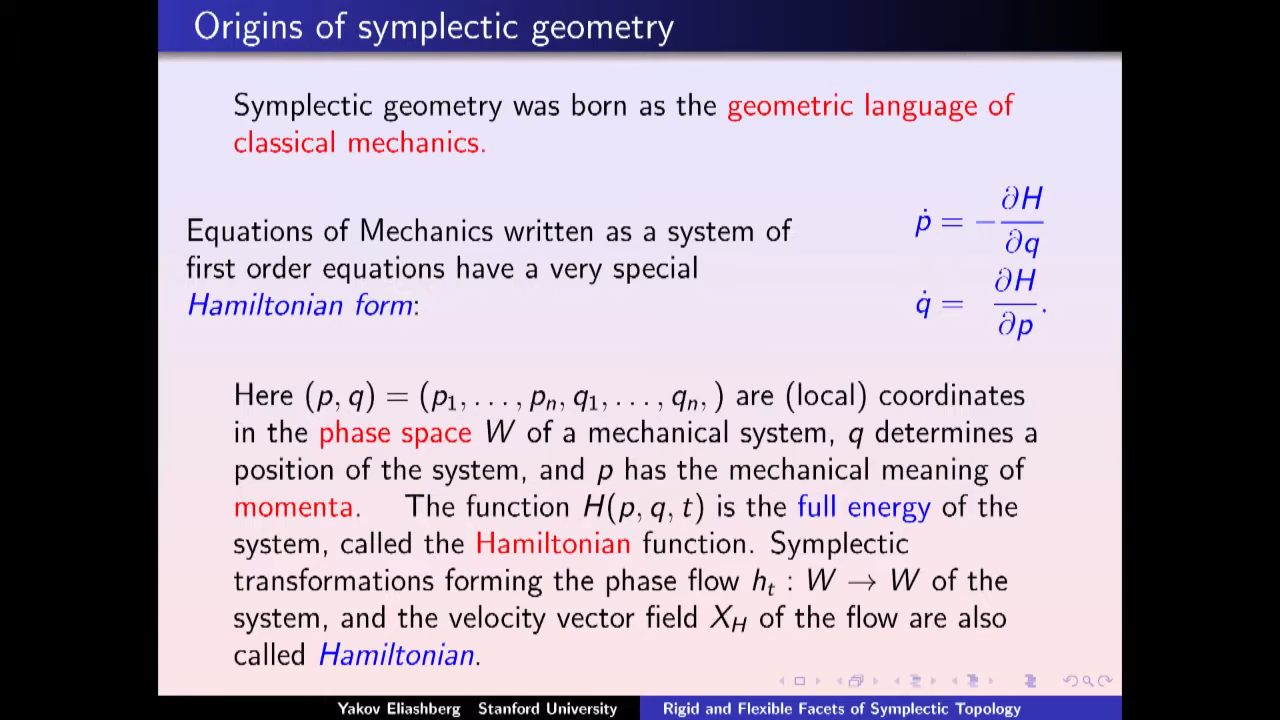 Origins of symplectic geometry
Symplectic geometry was born as the geometric language of
classical mechanics.
Equations of Mechanics written as a system of
first order equations have a very special
Hamiltonian form:
ṗ = −∂H/∂q
q̇ = ∂H/∂p.
Here (p, q) = (p₁, . . . , pₙ, q₁, . . . , qₙ, ) are (local) coordinates
in the phase space W of a mechanical system, q determines a
position of the system, and p has the mechanical meaning of
momenta. The function H(p, q, t) is the full energy of the
system, called the Hamiltonian function. Symplectic
transformations forming the phase flow hₜ : W → W of the
system, and the velocity vector field X_H of the flow are also
called Hamiltonian.
Yakov Eliashberg Stanford University Rigid and Flexible Facets of Symplectic Topology